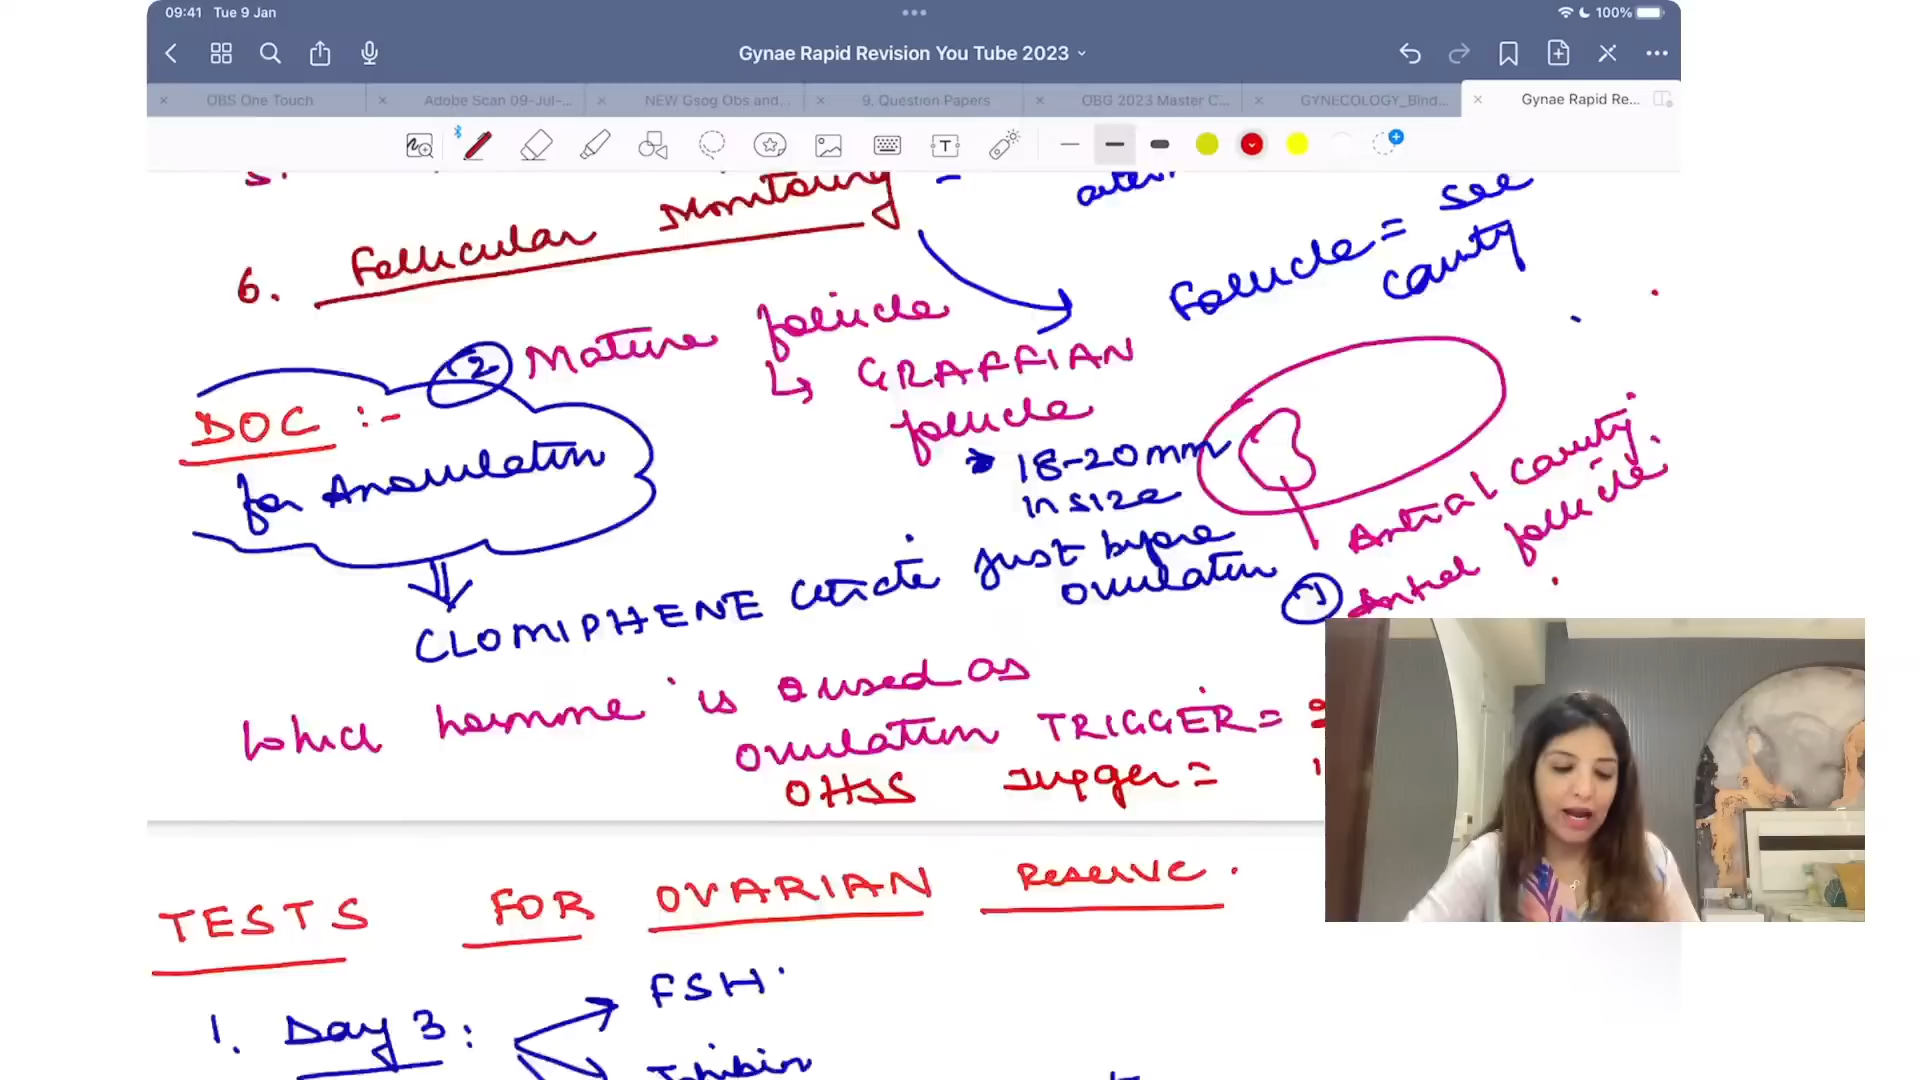 09:41 Tue 9 Jan
100%
Gynae Rapid Revision You Tube 2023
OBS One Touch
Adobe Scan 09-Jul-...
NEW Gsog Obs and...
9. Question Papers
OBG 2023 Master C...
GYNECOLOGY_Bind...
Gynae Rapid Re...
5.
6. Follicular Monitoring -
Follicle = see
cavity
2 Mature follicle
↳ GRAFFIAN
follicle
18-20mm
in size
just before
ovulation
Antral cavity
1 Antral follicle
DOC :-
for Anovulation
CLOMIPHENE citrate
Which hormone is used as
ovulation TRIGGER =
OHSS trigger =
TESTS FOR OVARIAN Reserve.
1. Day 3 :
FSH
Inhibin